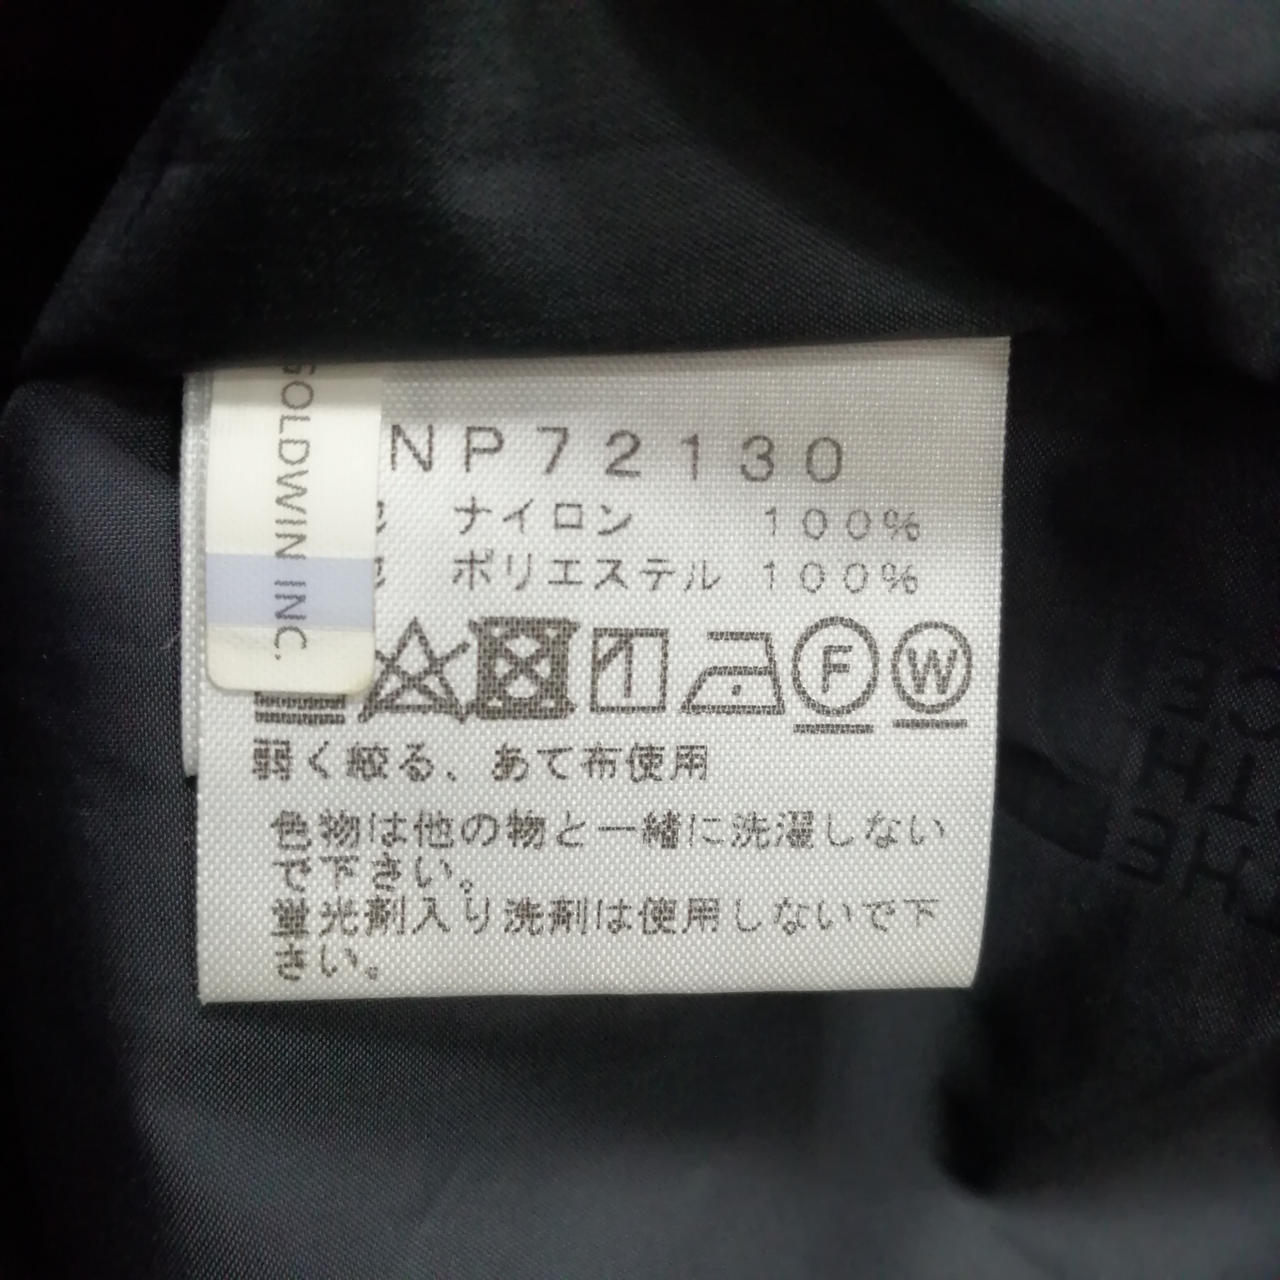 GOLDWIN INC.
NP72130
ナイロン 100%
ポリエステル 100%
F W
弱く絞る、あて布使用
色物は他の物と一緒に洗濯しない
で下さい。
蛍光剤入り洗剤は使用しないで下
さい。